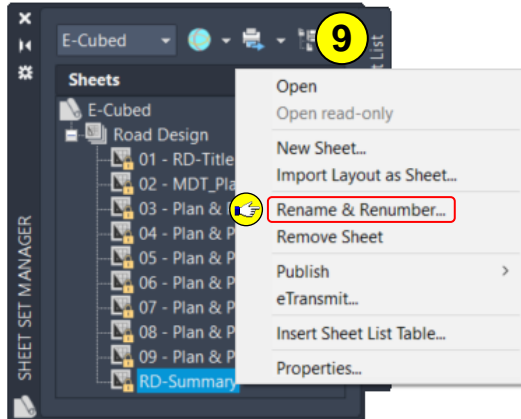 E-Cubed
9
List
Sheets
E-Cubed
Road Design
01 - RD-Title
02 - MDT_Pla
03 - Plan & P
04 - Plan & P
05 - Plan & P
06 - Plan & P
07 - Plan & P
08 - Plan & P
09 - Plan & P
RD-Summary
SHEET SET MANAGER
Open
Open read-only
New Sheet...
Import Layout as Sheet...
Rename & Renumber...
Remove Sheet
Publish
eTransmit...
Insert Sheet List Table...
Properties...